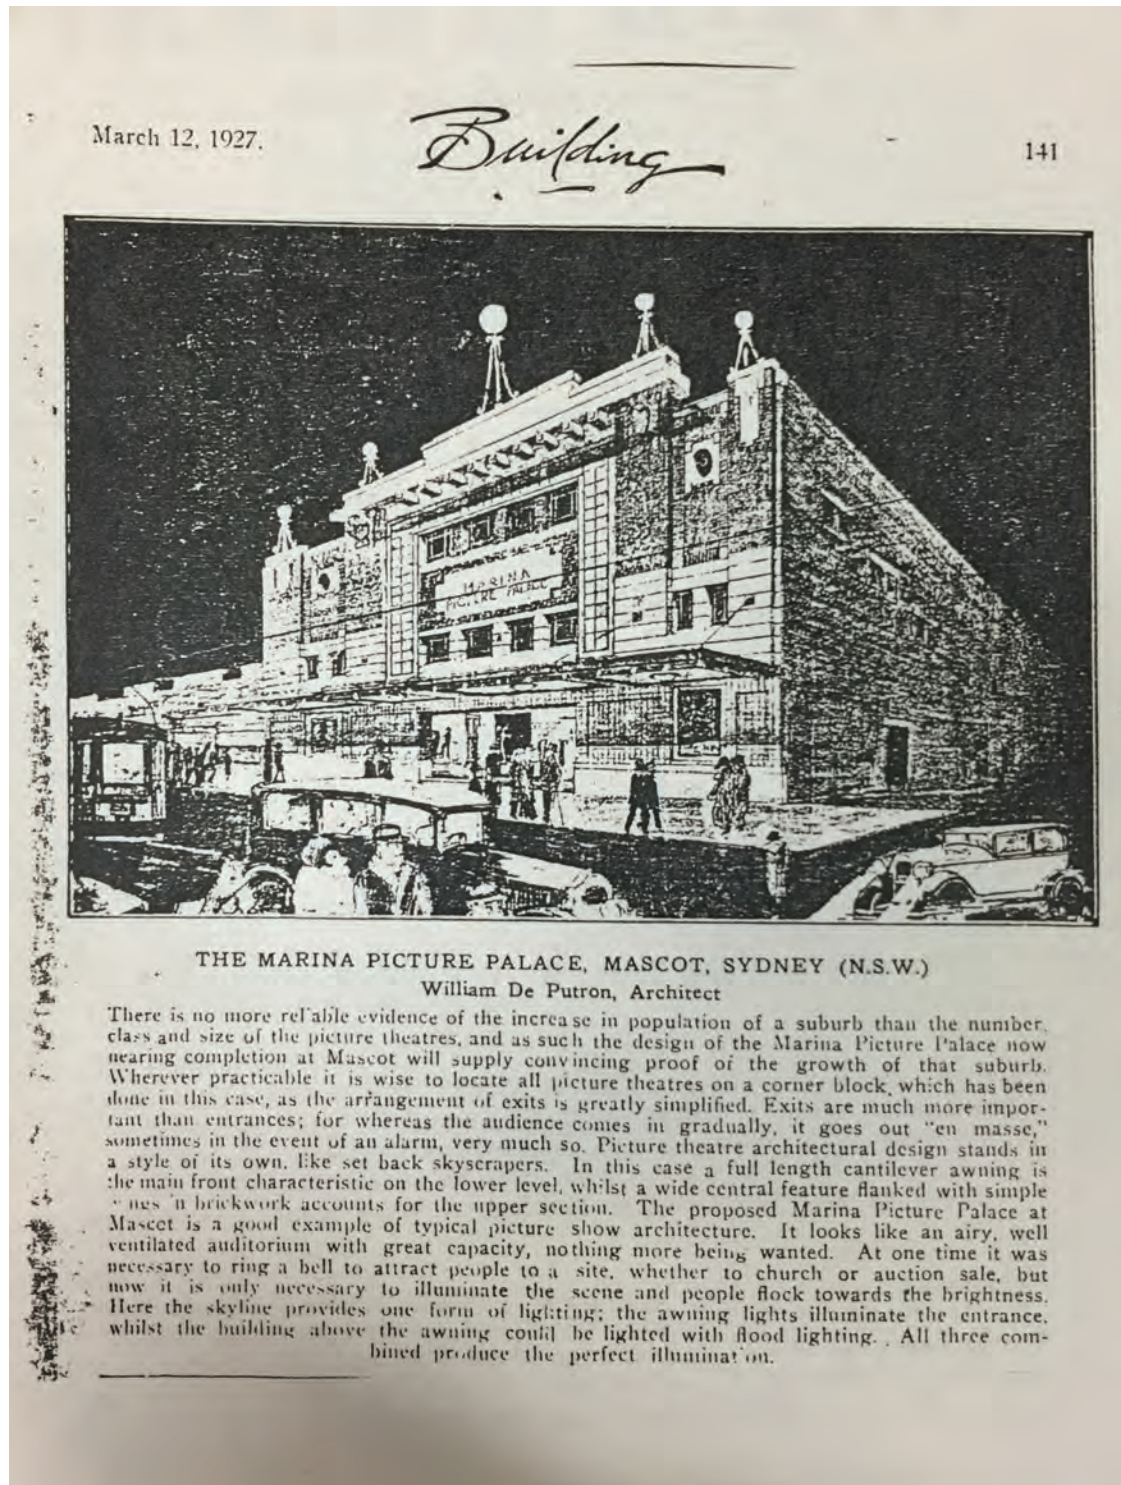 March 12, 1927.
Building
141
MARINA
PICTURE PALACE
THE MARINA PICTURE PALACE, MASCOT, SYDNEY (N.S.W.)
William De Putron, Architect
There is no more reliable evidence of the increase in population of a suburb than the number,
class and size of the picture theatres, and as such the design of the Marina Picture Palace now
nearing completion at Mascot will supply convincing proof of the growth of that suburb.
Wherever practicable it is wise to locate all picture theatres on a corner block, which has been
done in this case, as the arrangement of exits is greatly simplified. Exits are much more impor-
tant than entrances; for whereas the audience comes in gradually, it goes out "en masse,"
sometimes in the event of an alarm, very much so. Picture theatre architectural design stands in
a style of its own, like set back skyscrapers. In this case a full length cantilever awning is
the main front characteristic on the lower level, whilst a wide central feature flanked with simple
in brickwork accounts for the upper section. The proposed Marina Picture Palace at
Mascot is a good example of typical picture show architecture. It looks like an airy, well
ventilated auditorium with great capacity, nothing more being wanted. At one time it was
necessary to ring a bell to attract people to a site, whether to church or auction sale, but
now it is only necessary to illuminate the scene and people flock towards the brightness.
Here the skyline provides one form of lighting; the awning lights illuminate the entrance,
whilst the building above the awning could be lighted with flood lighting. All three com-
bined produce the perfect illumination.